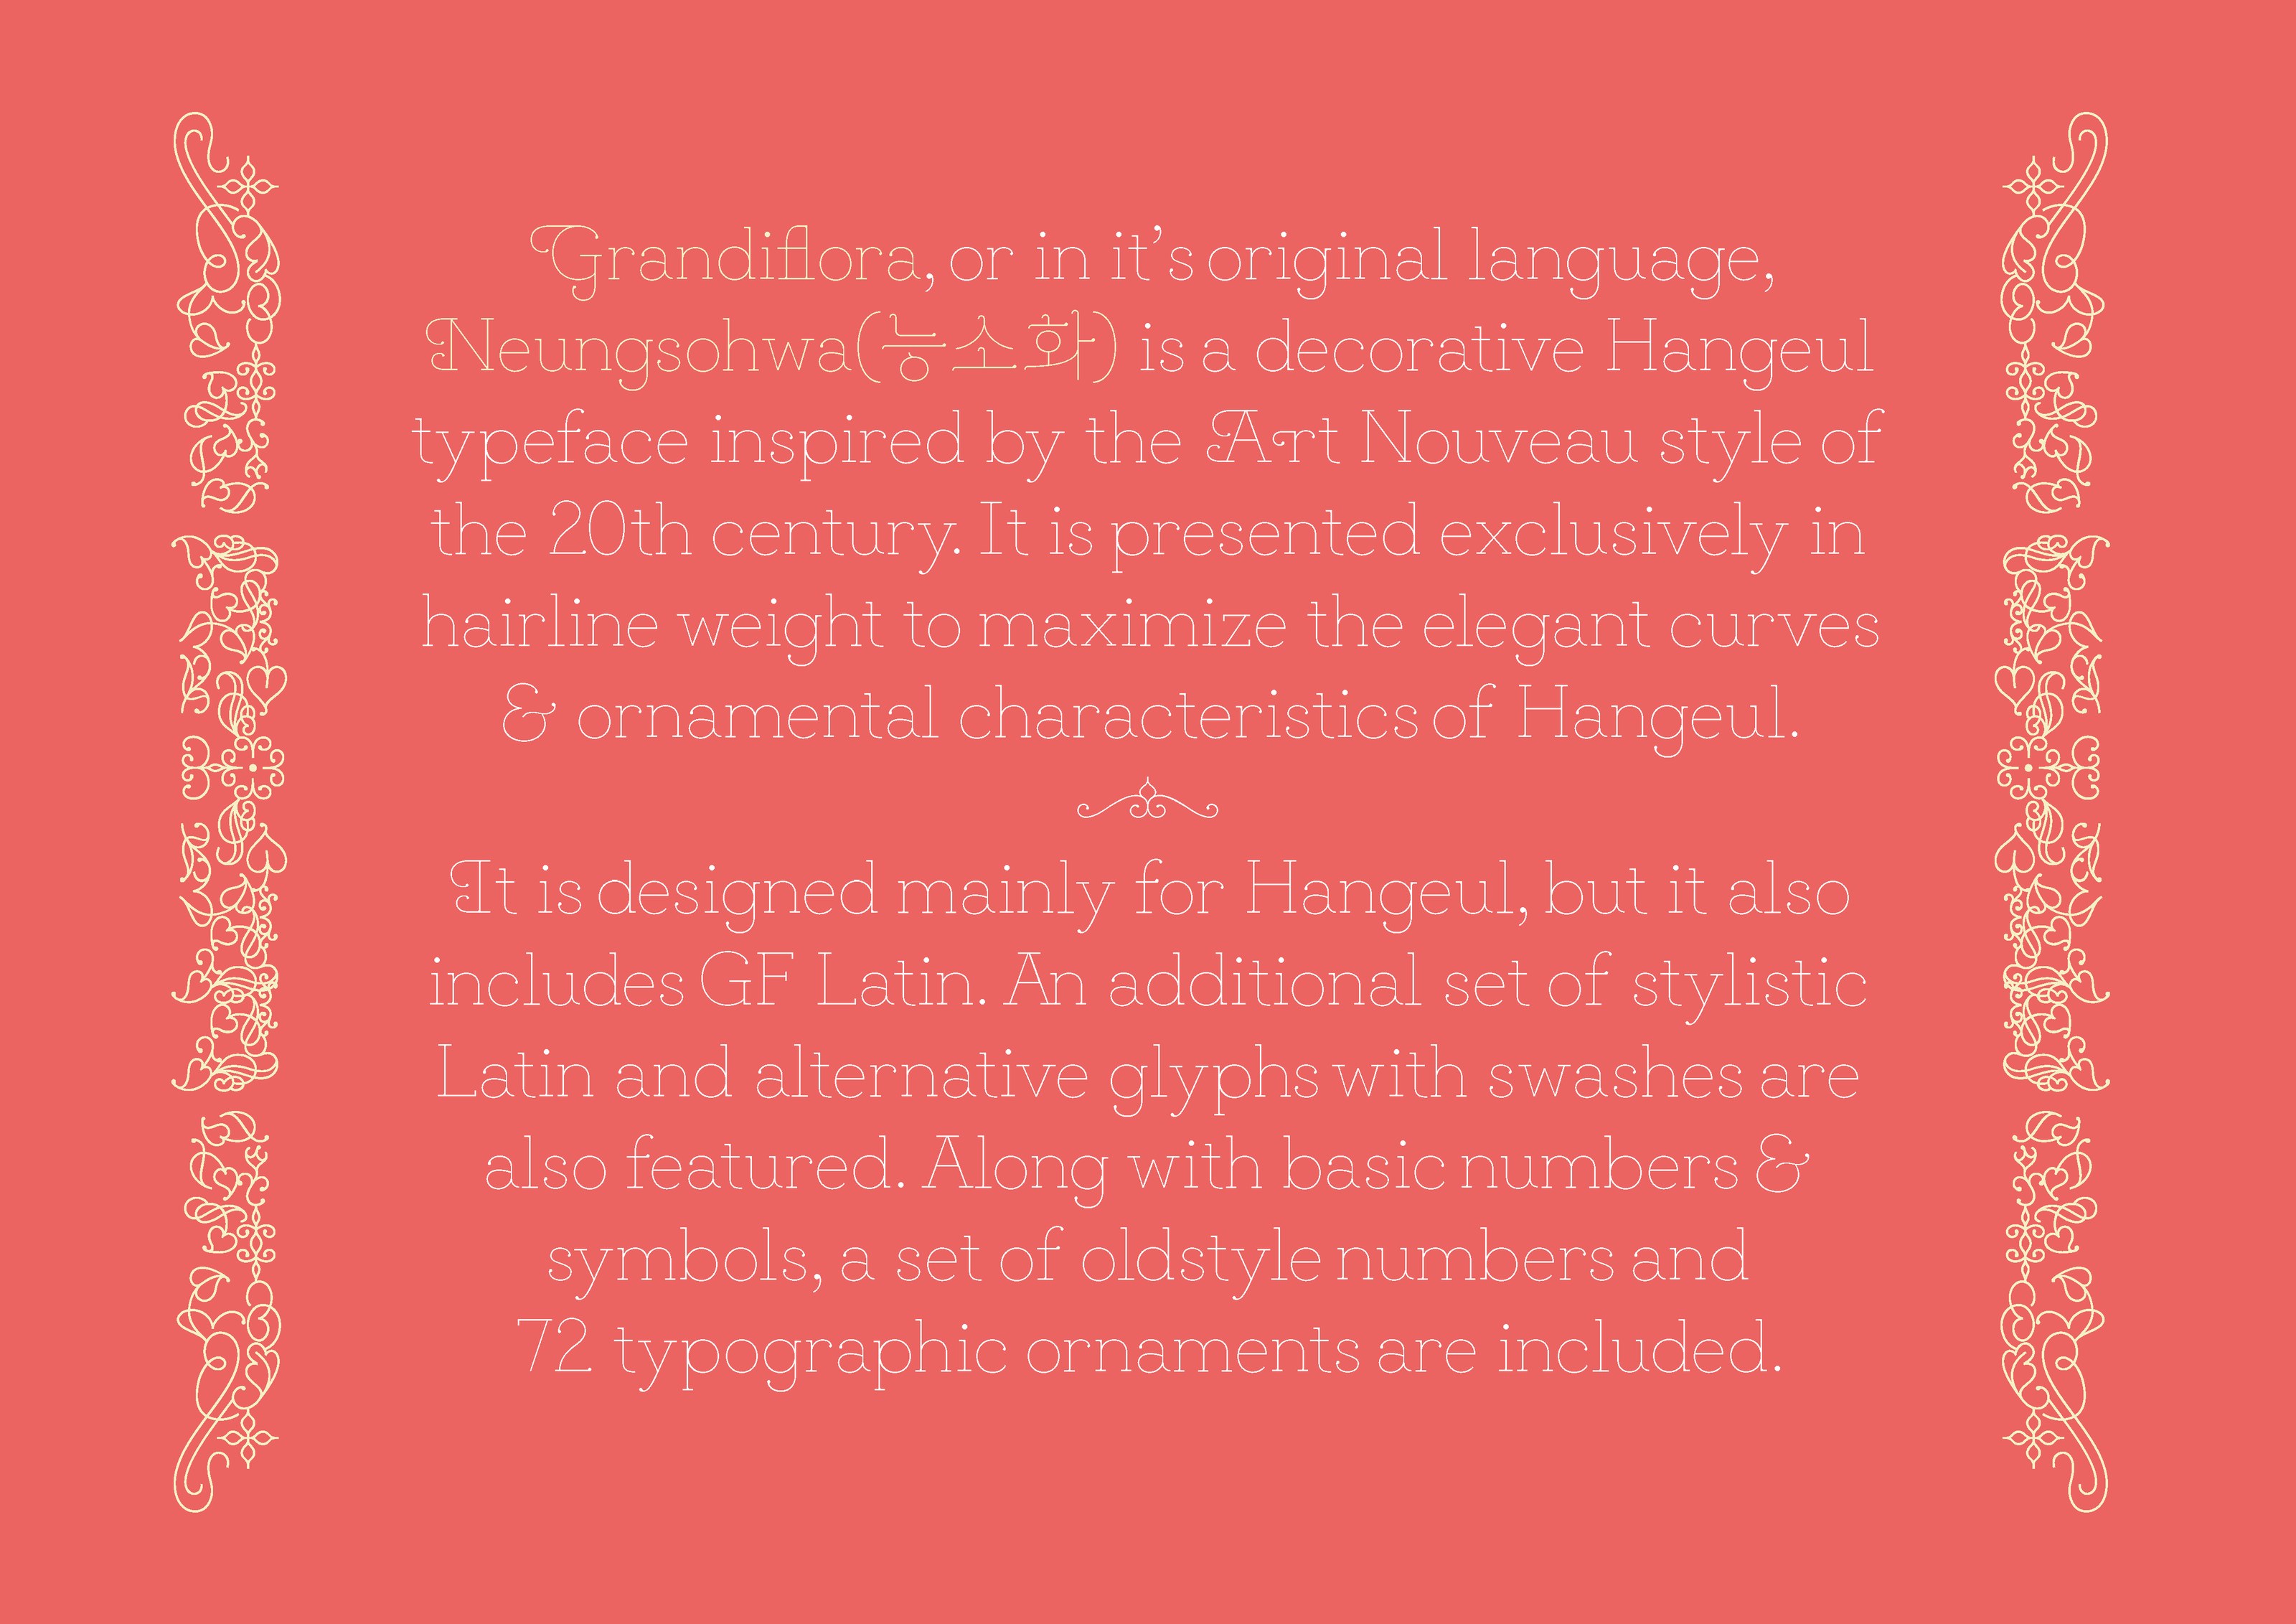 Grandiflora, or in it’s original language,
Neungsohwa(능소화) is a decorative Hangeul
typeface inspired by the Art Nouveau style of
the 20th century. It is presented exclusively in
hairline weight to maximize the elegant curves
& ornamental characteristics of Hangeul.
It is designed mainly for Hangeul, but it also
includes GF Latin. An additional set of stylistic
Latin and alternative glyphs with swashes are
also featured. Along with basic numbers &
symbols, a set of oldstyle numbers and
72 typographic ornaments are included.